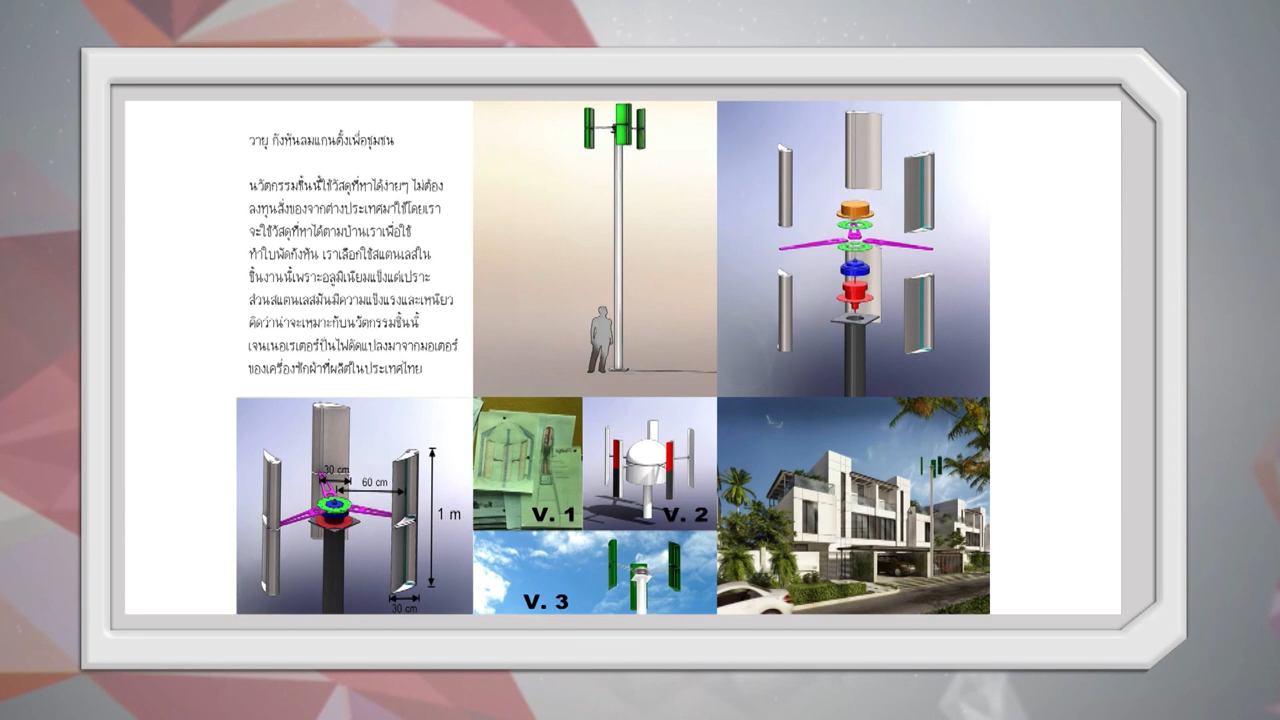 วายุ กังหันลมแกนตั้งเพื่อชุมชน
นวัตกรรมชิ้นนี้ใช้วัสดุที่หาได้ง่ายๆ ไม่ต้อง
ลงทุนสั่งของจากต่างประเทศมาใช้โดยเรา
จะใช้วัสดุที่หาได้ตามบ้านเราเพื่อใช้
ทำใบพัดกังหัน เราเลือกใช้สแตนเลสใน
ชิ้นงานนี้เพราะอลูมิเนียมแข็งแต่เปราะ
ส่วนสแตนเลสมันมีความแข็งแรงและเหนียว
คิดว่าน่าจะเหมาะกับนวัตกรรมชิ้นนี้
เจนเนอเรเตอร์ปั่นไฟดัดแปลงมาจากมอเตอร์
ของเครื่องซักผ้าที่ผลิตในประเทศไทย
30 cm
60 cm
1 m
30 cm
V. 1
V. 2
V. 3